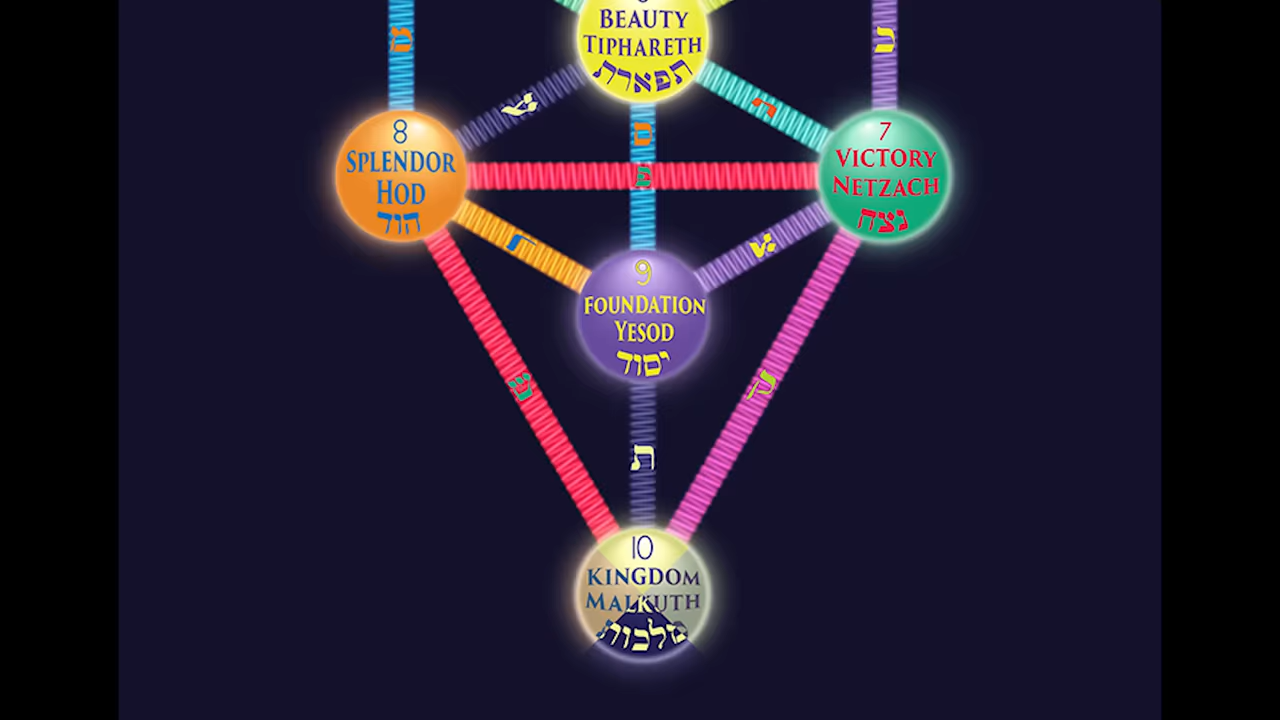 BEAUTY
TIPHARETH
תפארת
מ
ע
צ
ד
8
SPLENDOR
HOD
הוד
ס
פ
7
VICTORY
NETZACH
נצח
ר
9
FOUNDATION
YESOD
יסוד
ש
ק
ת
10
KINGDOM
MALKUTH
מלכות